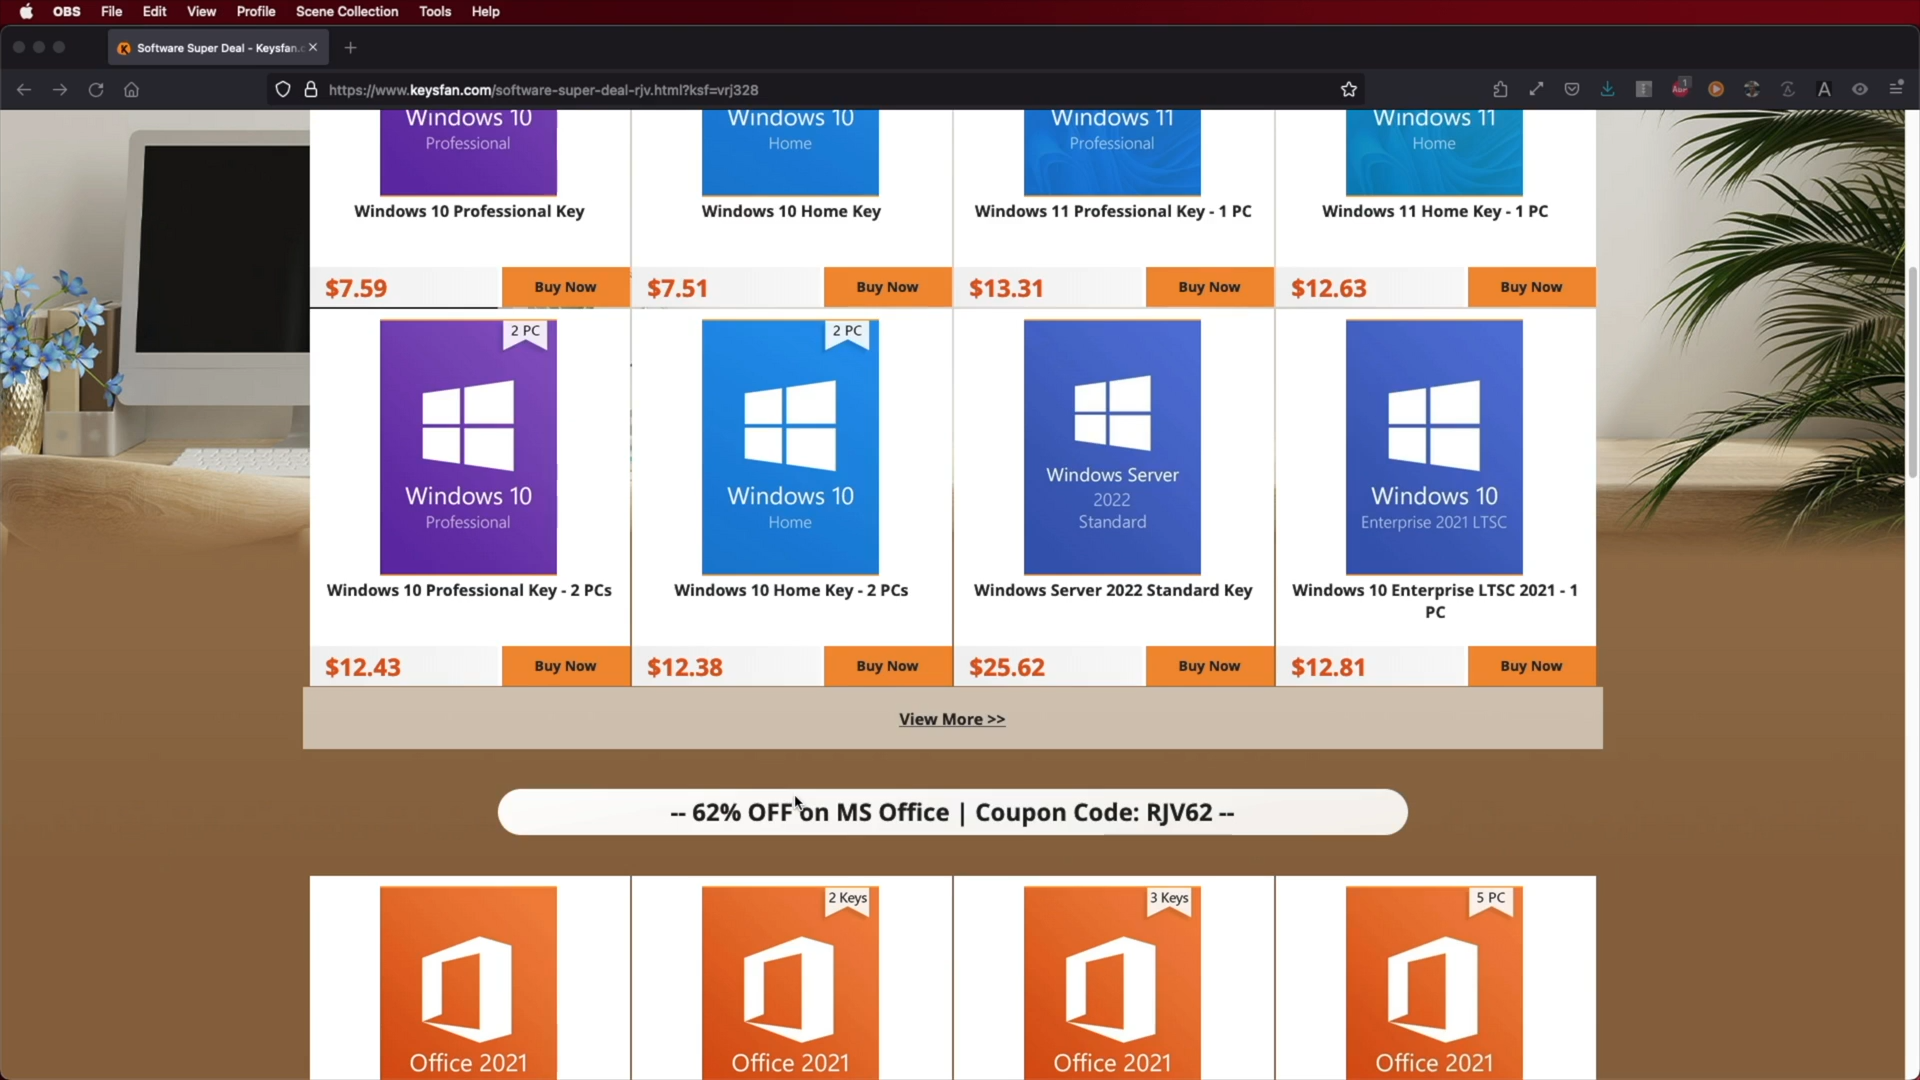 OBS File Edit View Profile Scene Collection Tools Help
Software Super Deal - Keysfan.c
https://www.keysfan.com/software-super-deal-rjv.html?ksf=vrj328
1
A
Windows 10
Professional
Windows 10
Home
Windows 11
Professional
Windows 11
Home
Windows 10 Professional Key
Windows 10 Home Key
Windows 11 Professional Key - 1 PC
Windows 11 Home Key - 1 PC
$7.59 Buy Now
$7.51 Buy Now
$13.31 Buy Now
$12.63 Buy Now
2 PC
Windows 10
Professional
2 PC
Windows 10
Home
Windows Server
2022
Standard
Windows 10
Enterprise 2021 LTSC
Windows 10 Professional Key - 2 PCs
Windows 10 Home Key - 2 PCs
Windows Server 2022 Standard Key
Windows 10 Enterprise LTSC 2021 - 1
PC
$12.43 Buy Now
$12.38 Buy Now
$25.62 Buy Now
$12.81 Buy Now
View More >>
-- 62% OFF on MS Office | Coupon Code: RJV62 --
Office 2021
2 Keys
Office 2021
3 Keys
Office 2021
5 PC
Office 2021